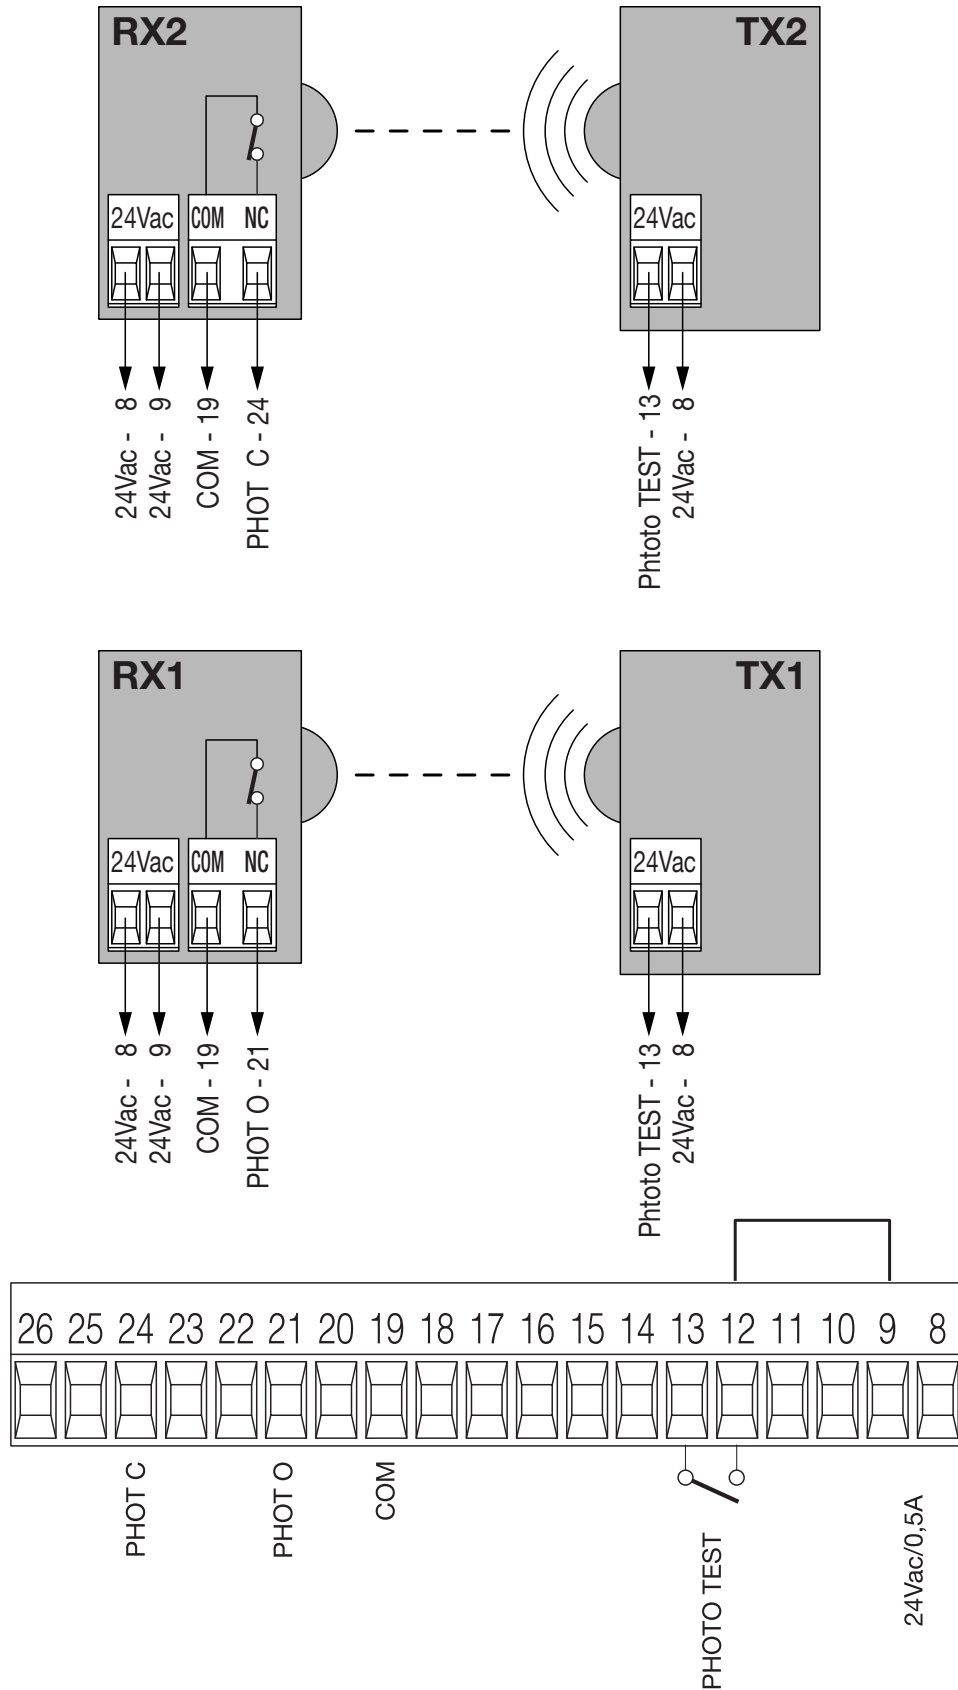 RX2
TX2
24Vac
COM
NC
24Vac
24Vac - 8
24Vac - 9
COM - 19
PHOT C - 24
Phtoto TEST - 13
24Vac - 8
RX1
TX1
24Vac
COM
NC
24Vac
24Vac - 8
24Vac - 9
COM - 19
PHOT O - 21
Phtoto TEST - 13
24Vac - 8
26 25 24 23 22 21 20 19 18 17 16 15 14 13 12 11 10 9 8
PHOT C
PHOT O
COM
PHOTO TEST
24Vac/0,5A